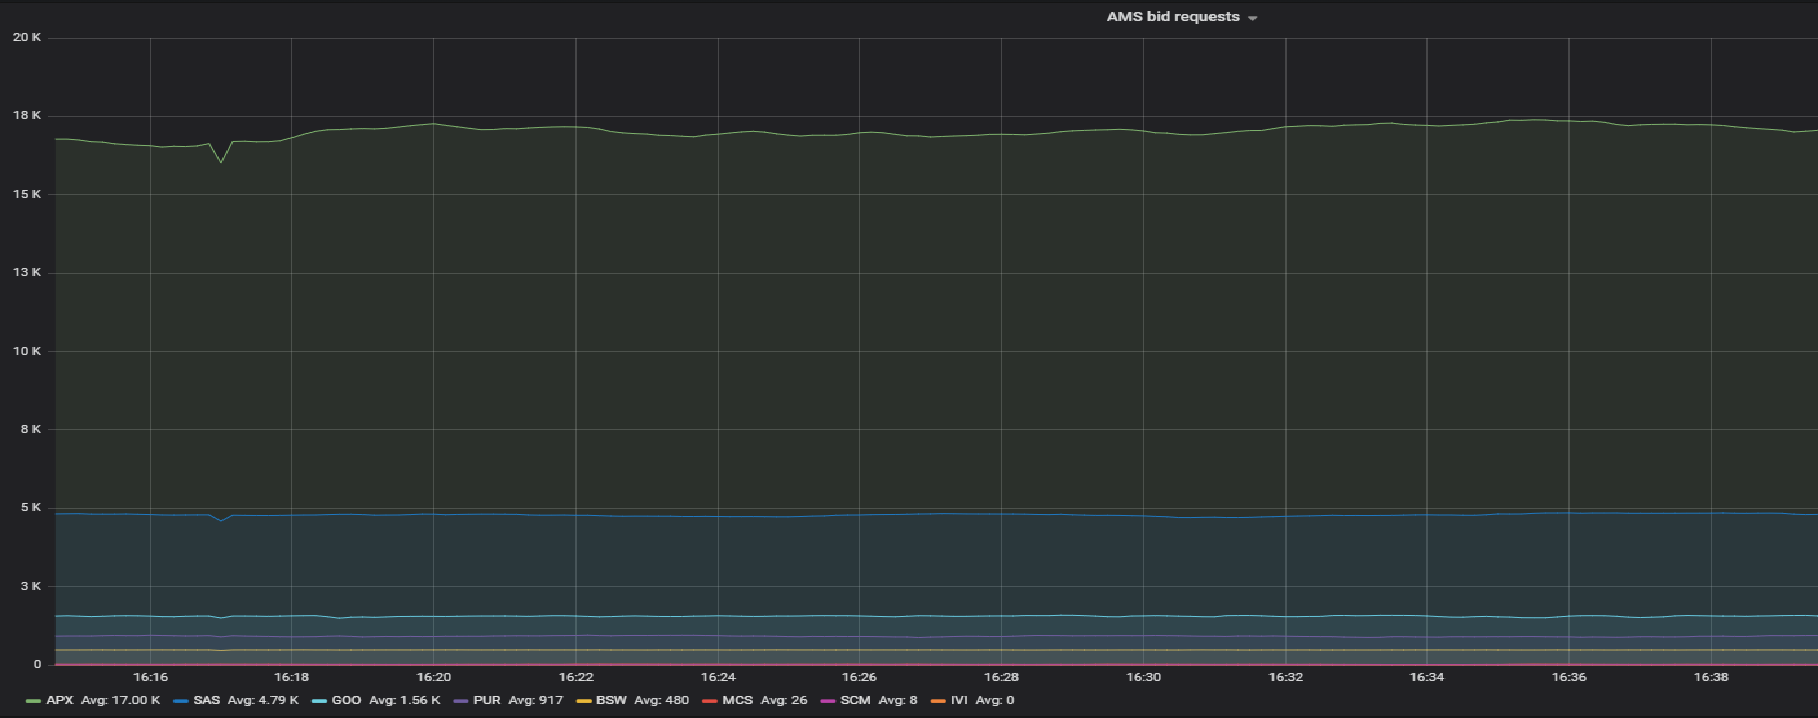 AMS bid requests
20 K
18 K
15 K
13 K
10 K
8 K
5 K
3 K
0
16:16 16:18 16:20 16:22 16:24 16:26 16:28 16:30 16:32 16:34 16:36 16:38
APX Avg: 17.00 K SAS Avg: 4.79 K GOO Avg: 1.56 K PUR Avg: 917 BSW Avg: 480 MCS Avg: 26 SCM Avg: 8 IVI Avg: 0